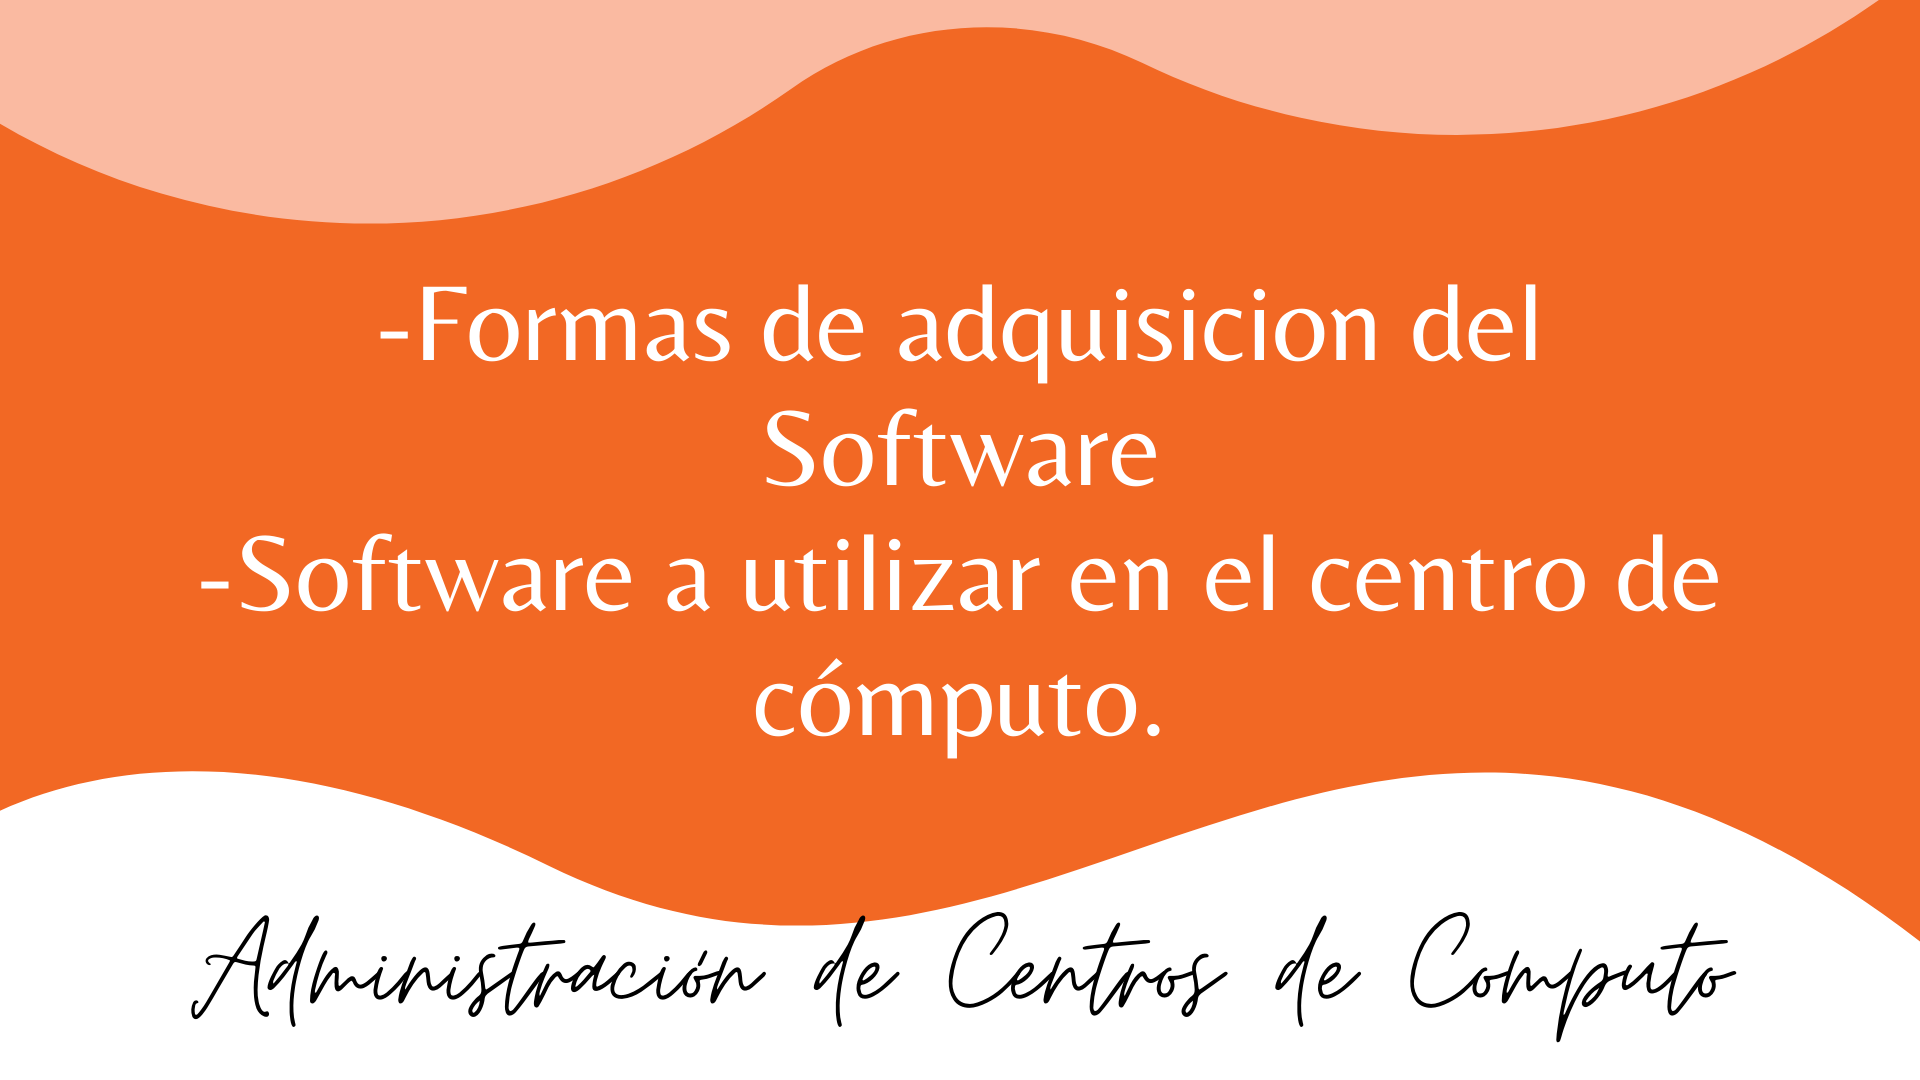 -Formas de adquisicion del
Software
-Software a utilizar en el centro de
cómputo.
Administración de Centros de Computo